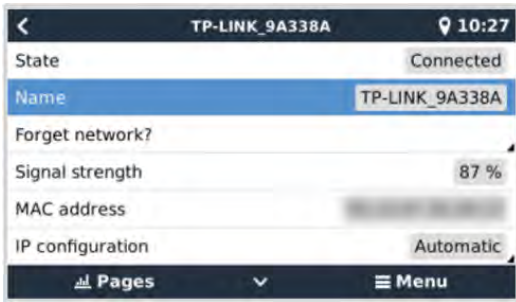 TP-LINK_9A338A 10:27
State Connected
Name TP-LINK_9A338A
Forget network?
Signal strength 87 %
MAC address
IP configuration Automatic
Pages Menu